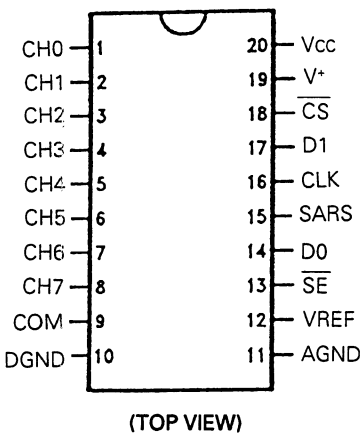 CH0 1 20 Vcc
CH1 2 19 V+
CH2 3 18 C̅S̅
CH3 4 17 D1
CH4 5 16 CLK
CH5 6 15 SARS
CH6 7 14 D0
CH7 8 13 S̅E̅
COM 9 12 VREF
DGND 10 11 AGND
(TOP VIEW)